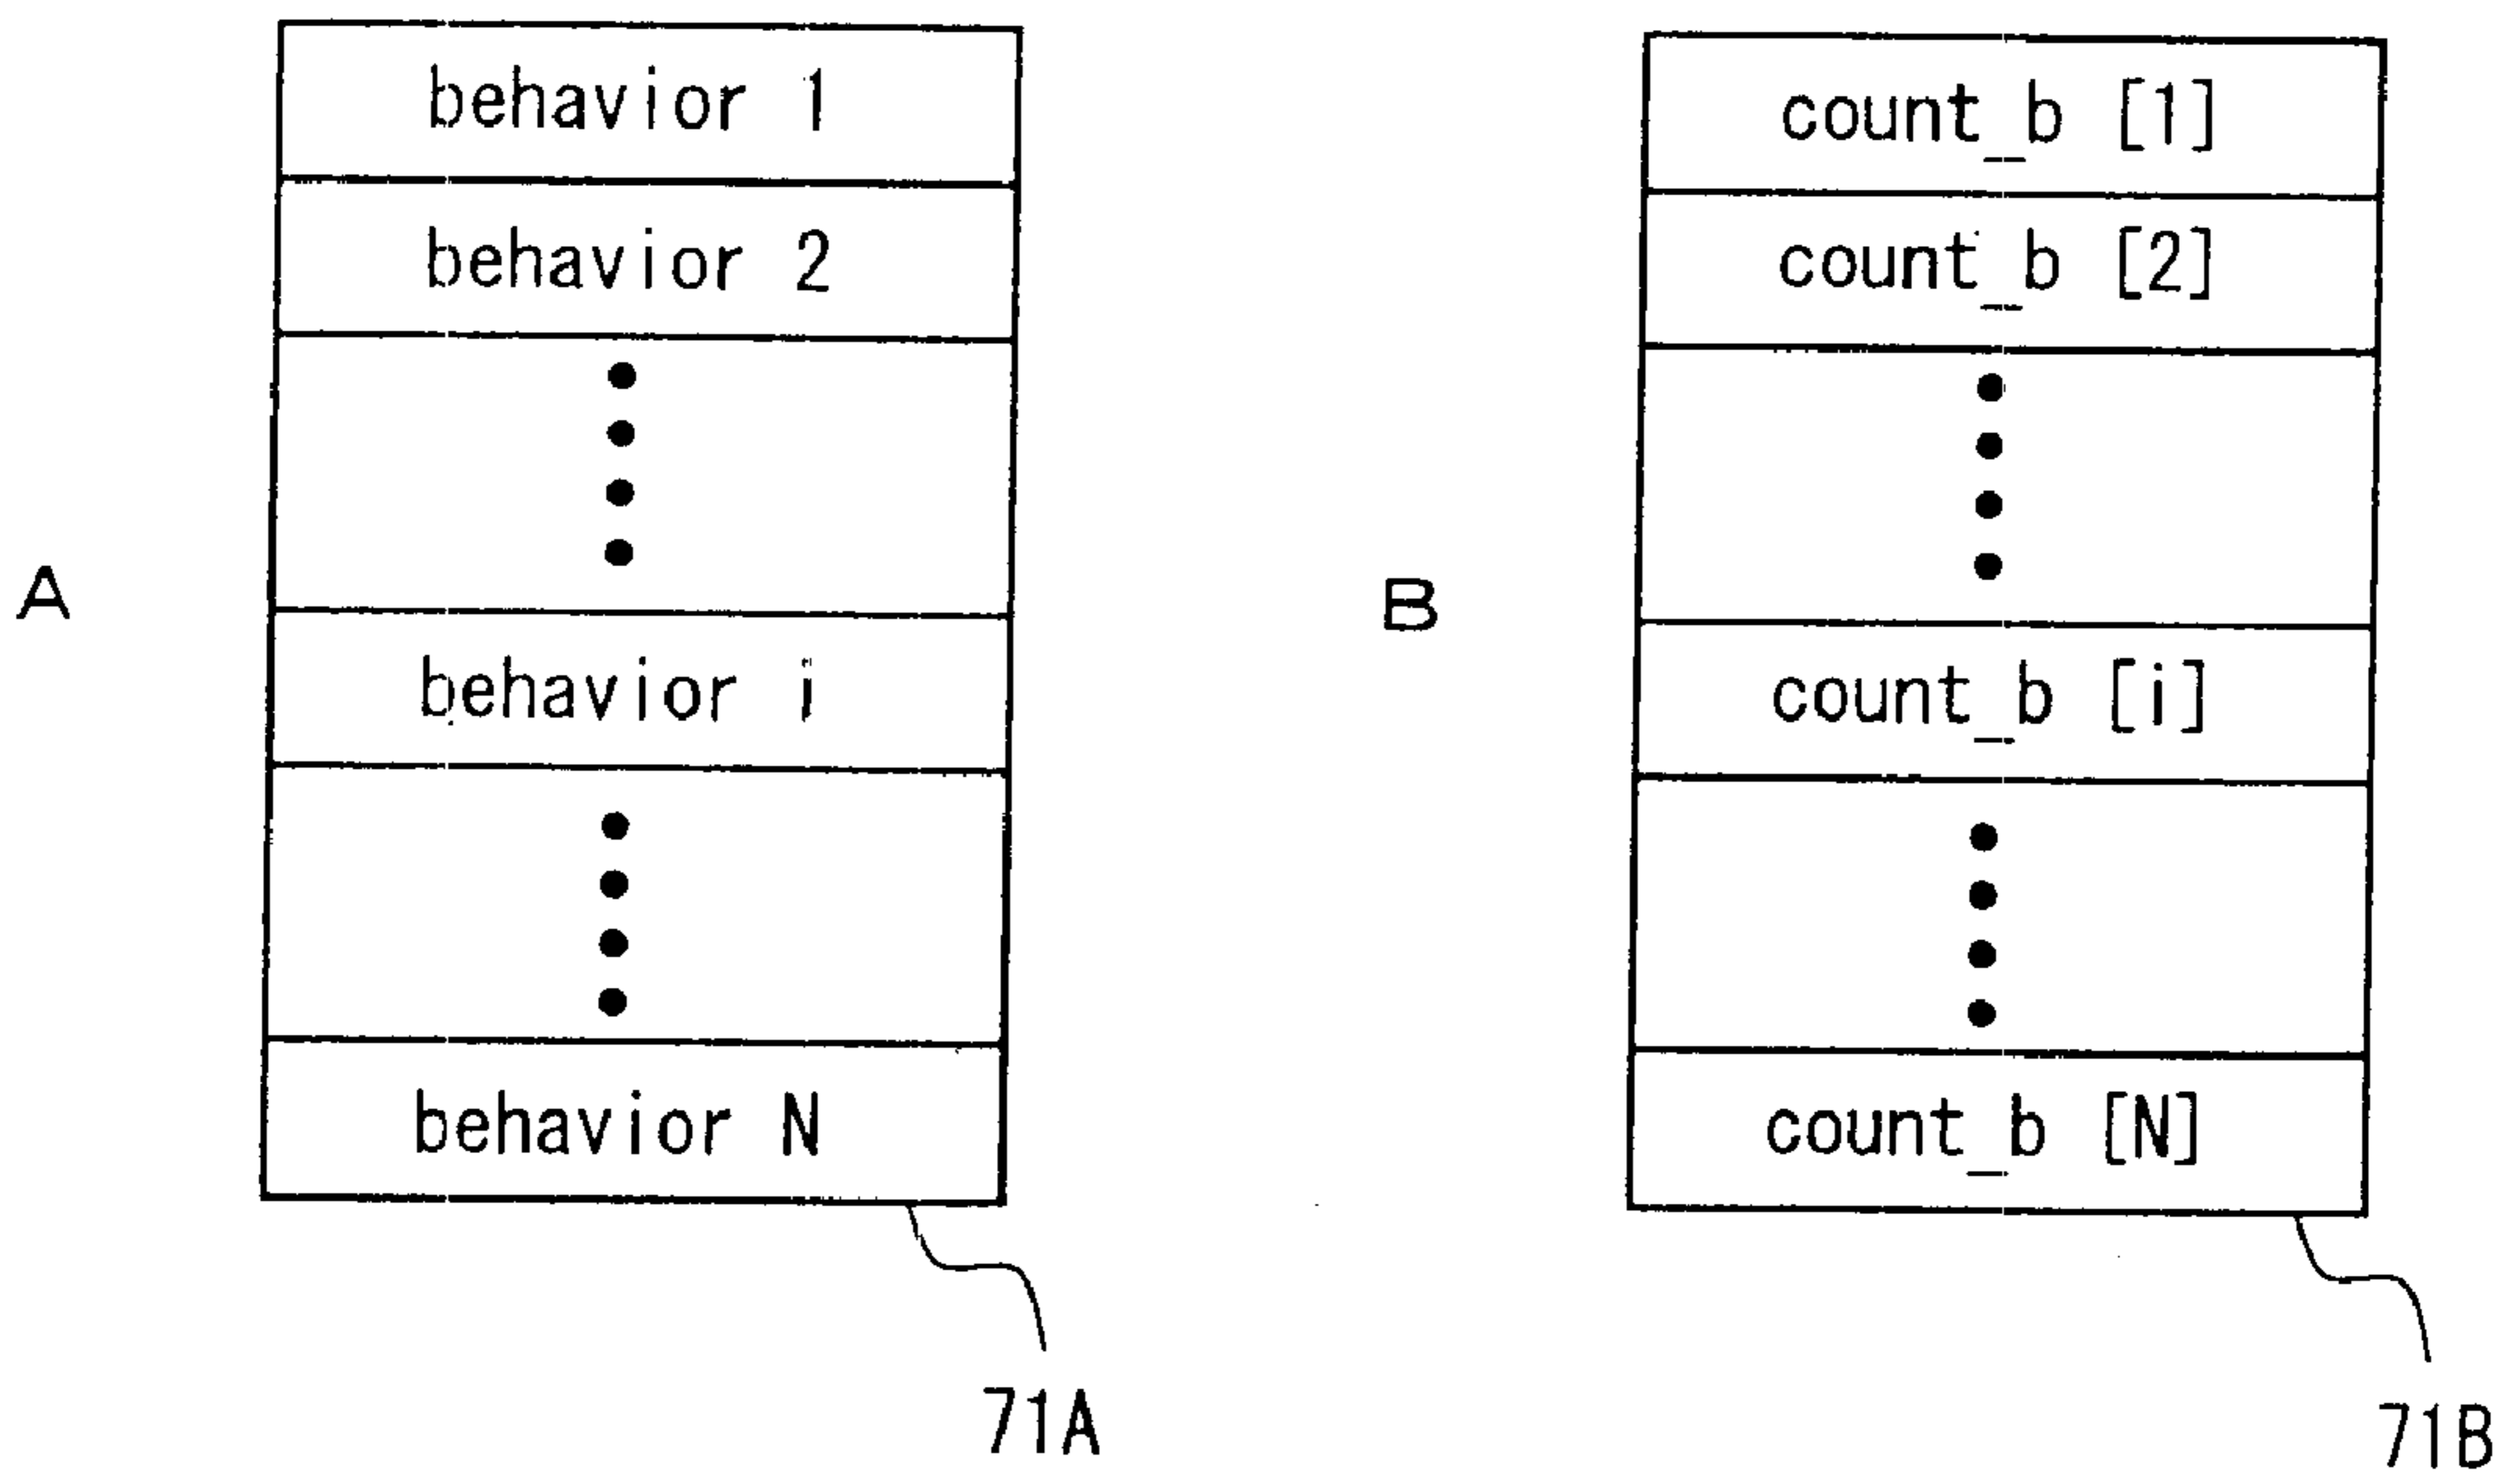 A
behavior 1
behavior 2
behavior i
behavior N
71A
B
count_b [1]
count_b [2]
count_b [i]
count_b [N]
71B